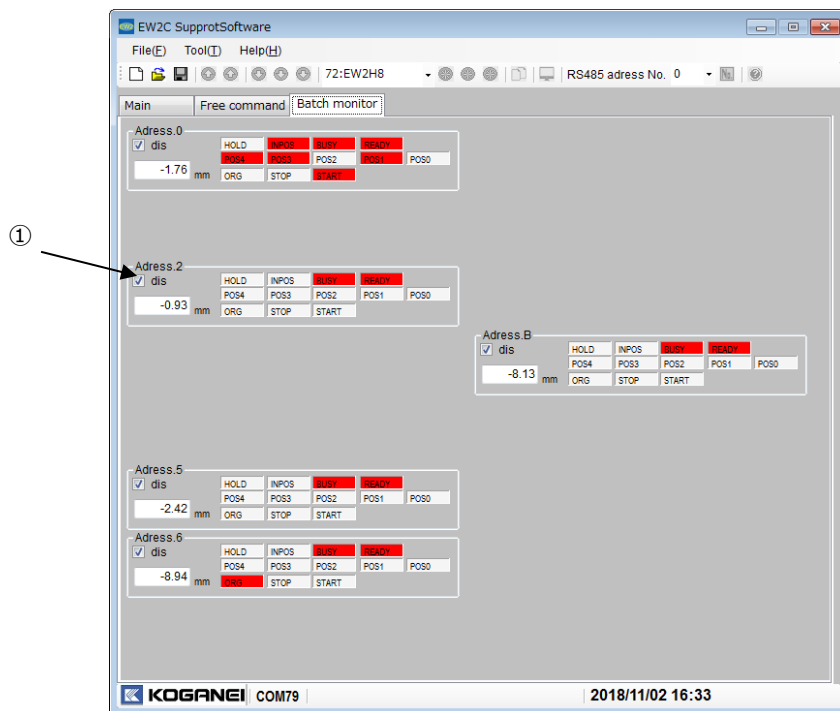 EW2C SupprotSoftware
File(F) Tool(T) Help(H)
72:EW2H8 RS485 adress No. 0
Main Free command Batch monitor
Adress.0
dis HOLD INPOS BUSY READY
POS4 POS3 POS2 POS1 POS0
-1.76 mm ORG STOP START
①
Adress.2
dis HOLD INPOS BUSY READY
POS4 POS3 POS2 POS1 POS0
-0.93 mm ORG STOP START
Adress.B
dis HOLD INPOS BUSY READY
POS4 POS3 POS2 POS1 POS0
-8.13 mm ORG STOP START
Adress.5
dis HOLD INPOS BUSY READY
POS4 POS3 POS2 POS1 POS0
-2.42 mm ORG STOP START
Adress.6
dis HOLD INPOS BUSY READY
POS4 POS3 POS2 POS1 POS0
-8.94 mm ORG STOP START
KOGANEI COM79 2018/11/02 16:33